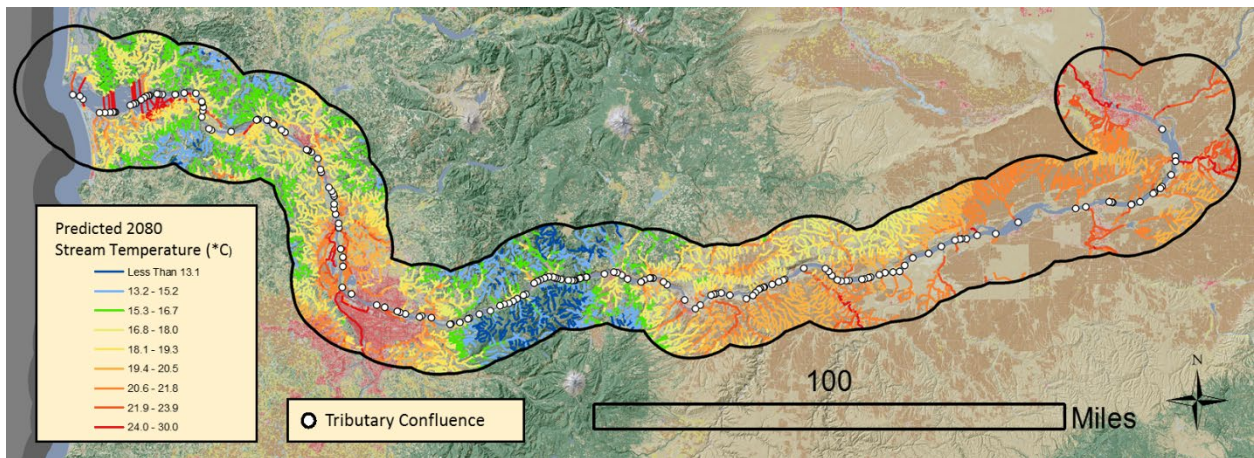 Predicted 2080
Stream Temperature (*C)
Less Than 13.1
13.2 - 15.2
15.3 - 16.7
16.8 - 18.0
18.1 - 19.3
19.4 - 20.5
20.6 - 21.8
21.9 - 23.9
24.0 - 30.0
Tributary Confluence
100
Miles
N